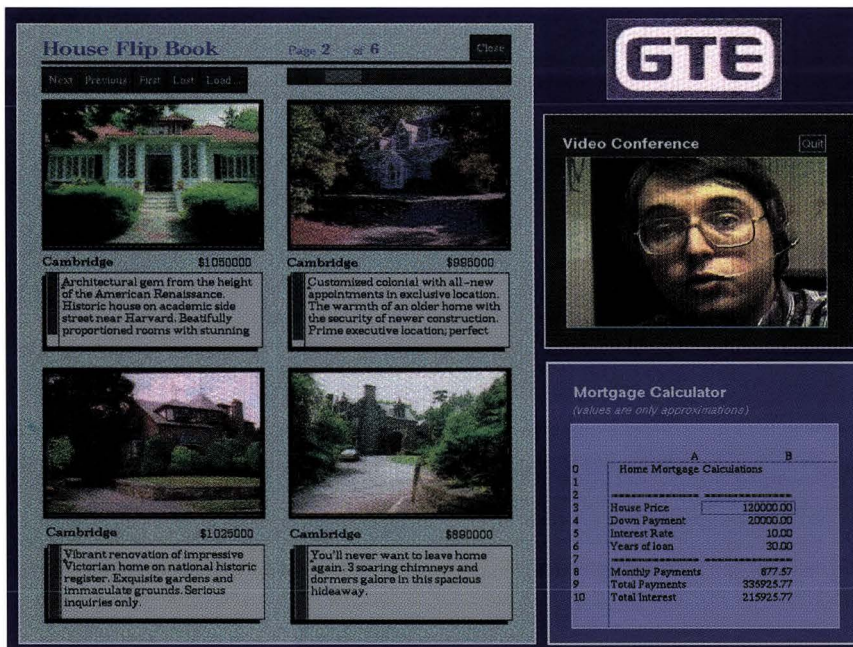 House Flip Book
Page 2 of 6
Close
Next Previous First Last Load...
Cambridge $1050000
Architectural gem from the height
of the American Renaissance.
Historic house on academic side
street near Harvard. Beatifully
proportioned rooms with stunning
Cambridge $995000
Customized colonial with all-new
appointments in exclusive location.
The warmth of an older home with
the security of newer construction.
Prime executive location; perfect
Cambridge $1025000
Vibrant renovation of impressive
Victorian home on national historic
register. Exquisite gardens and
immaculate grounds. Serious
inquiries only.
Cambridge $890000
You'll never want to leave home
again. 3 soaring chimneys and
dormers galore in this spacious
hideaway.
GTE
Video Conference
Quit
Mortgage Calculator
(values are only approximations)
A B
0 Home Mortgage Calculations
1
2
3 House Price 120000.00
4 Down Payment 20000.00
5 Interest Rate 10.00
6 Years of loan 30.00
7
8 Monthly Payments 877.57
9 Total Payments 335925.77
10 Total Interest 215925.77